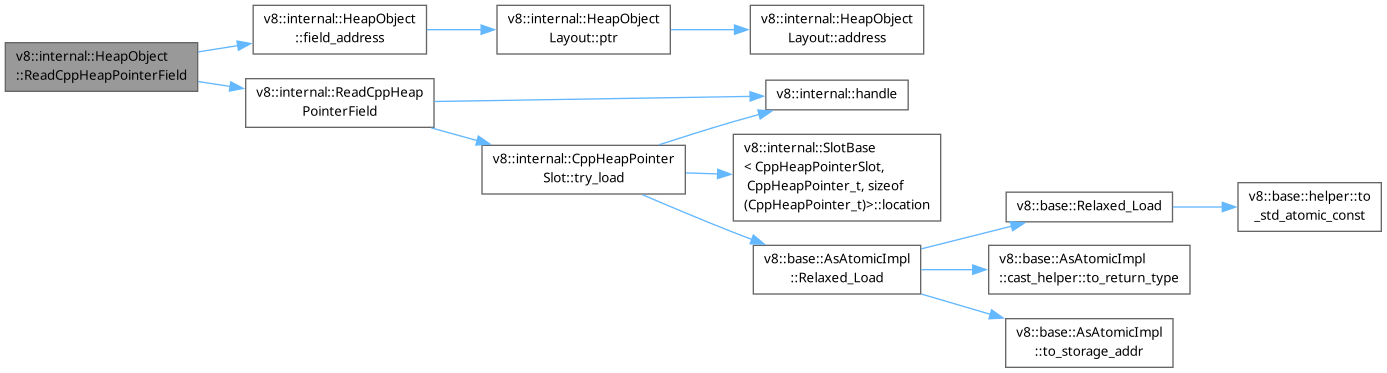 v8::internal::HeapObject
::ReadCppHeapPointerField
v8::internal::HeapObject
::field_address
v8::internal::HeapObject
Layout::ptr
v8::internal::HeapObject
Layout::address
v8::internal::ReadCppHeap
PointerField
v8::internal::handle
v8::internal::CppHeapPointer
Slot::try_load
v8::internal::SlotBase
< CppHeapPointerSlot,
CppHeapPointer_t, sizeof
(CppHeapPointer_t)>::location
v8::base::AsAtomicImpl
::Relaxed_Load
v8::base::Relaxed_Load
v8::base::helper::to
_std_atomic_const
v8::base::AsAtomicImpl
::cast_helper::to_return_type
v8::base::AsAtomicImpl
::to_storage_addr